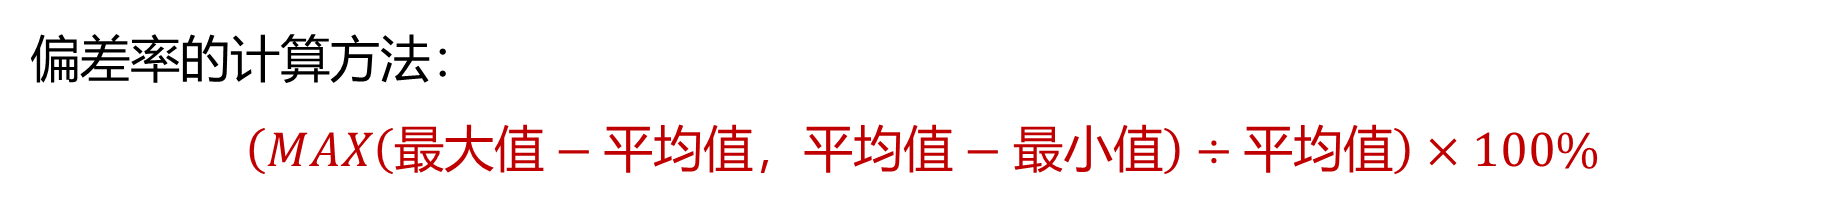 偏差率的计算方法：
(MAX(最大值 − 平均值，平均值 − 最小值) ÷ 平均值) × 100%